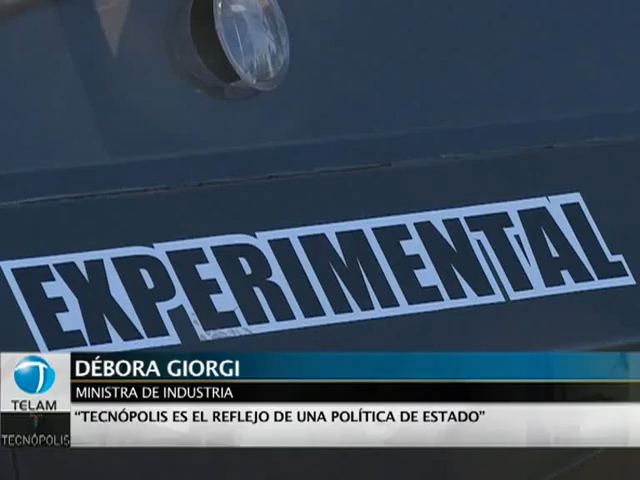 EXPERIMENTAL
DÉBORA GIORGI
MINISTRA DE INDUSTRIA
TELAM
"TECNÓPOLIS ES EL REFLEJO DE UNA POLÍTICA DE ESTADO"
TECNÓPOLIS